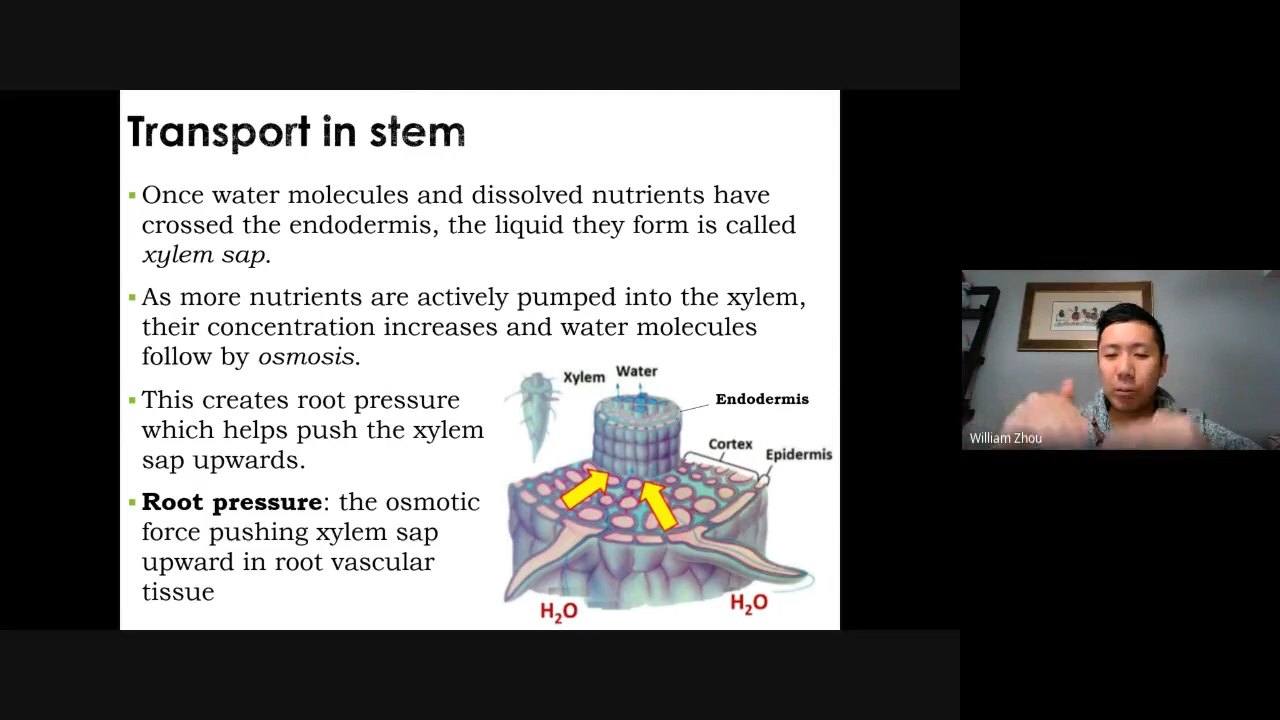 Transport in stem
▪ Once water molecules and dissolved nutrients have
crossed the endodermis, the liquid they form is called
xylem sap.
▪ As more nutrients are actively pumped into the xylem,
their concentration increases and water molecules
follow by osmosis.
▪ This creates root pressure
which helps push the xylem
sap upwards.
▪ Root pressure: the osmotic
force pushing xylem sap
upward in root vascular
tissue
Xylem
Water
Endodermis
Cortex
Epidermis
H₂O
H₂O
William Zhou